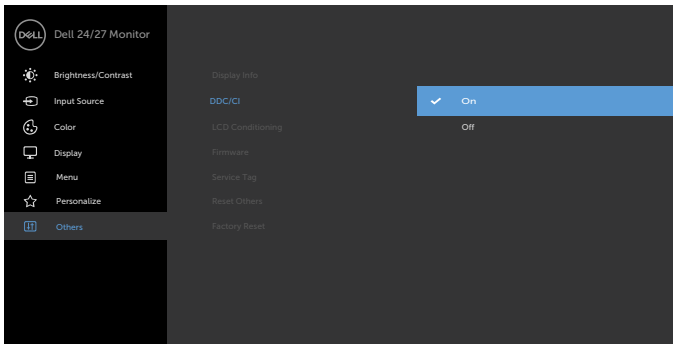 DELL
Dell 24/27 Monitor
Brightness/Contrast
Input Source
Color
Display
Menu
Personalize
Others
Display Info
DDC/CI
LCD Conditioning
Firmware
Service Tag
Reset Others
Factory Reset
On
Off